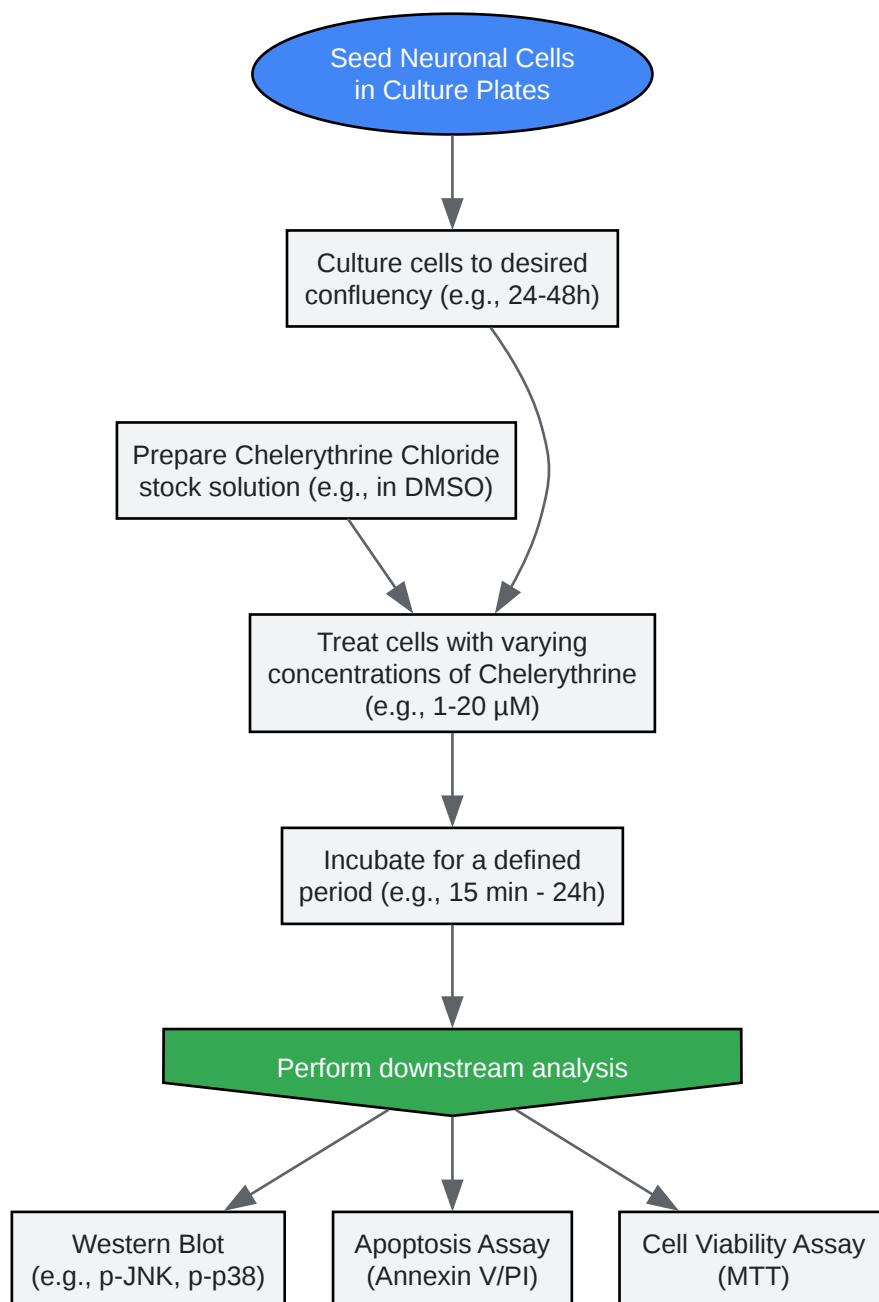 Seed Neuronal Cells
in Culture Plates
Culture cells to desired
confluency (e.g., 24-48h)
Prepare Chelerythrine Chloride
stock solution (e.g., in DMSO)
Treat cells with varying
concentrations of Chelerythrine
(e.g., 1-20 µM)
Incubate for a defined
period (e.g., 15 min - 24h)
Perform downstream analysis
Western Blot
(e.g., p-JNK, p-p38)
Apoptosis Assay
(Annexin V/PI)
Cell Viability Assay
(MTT)